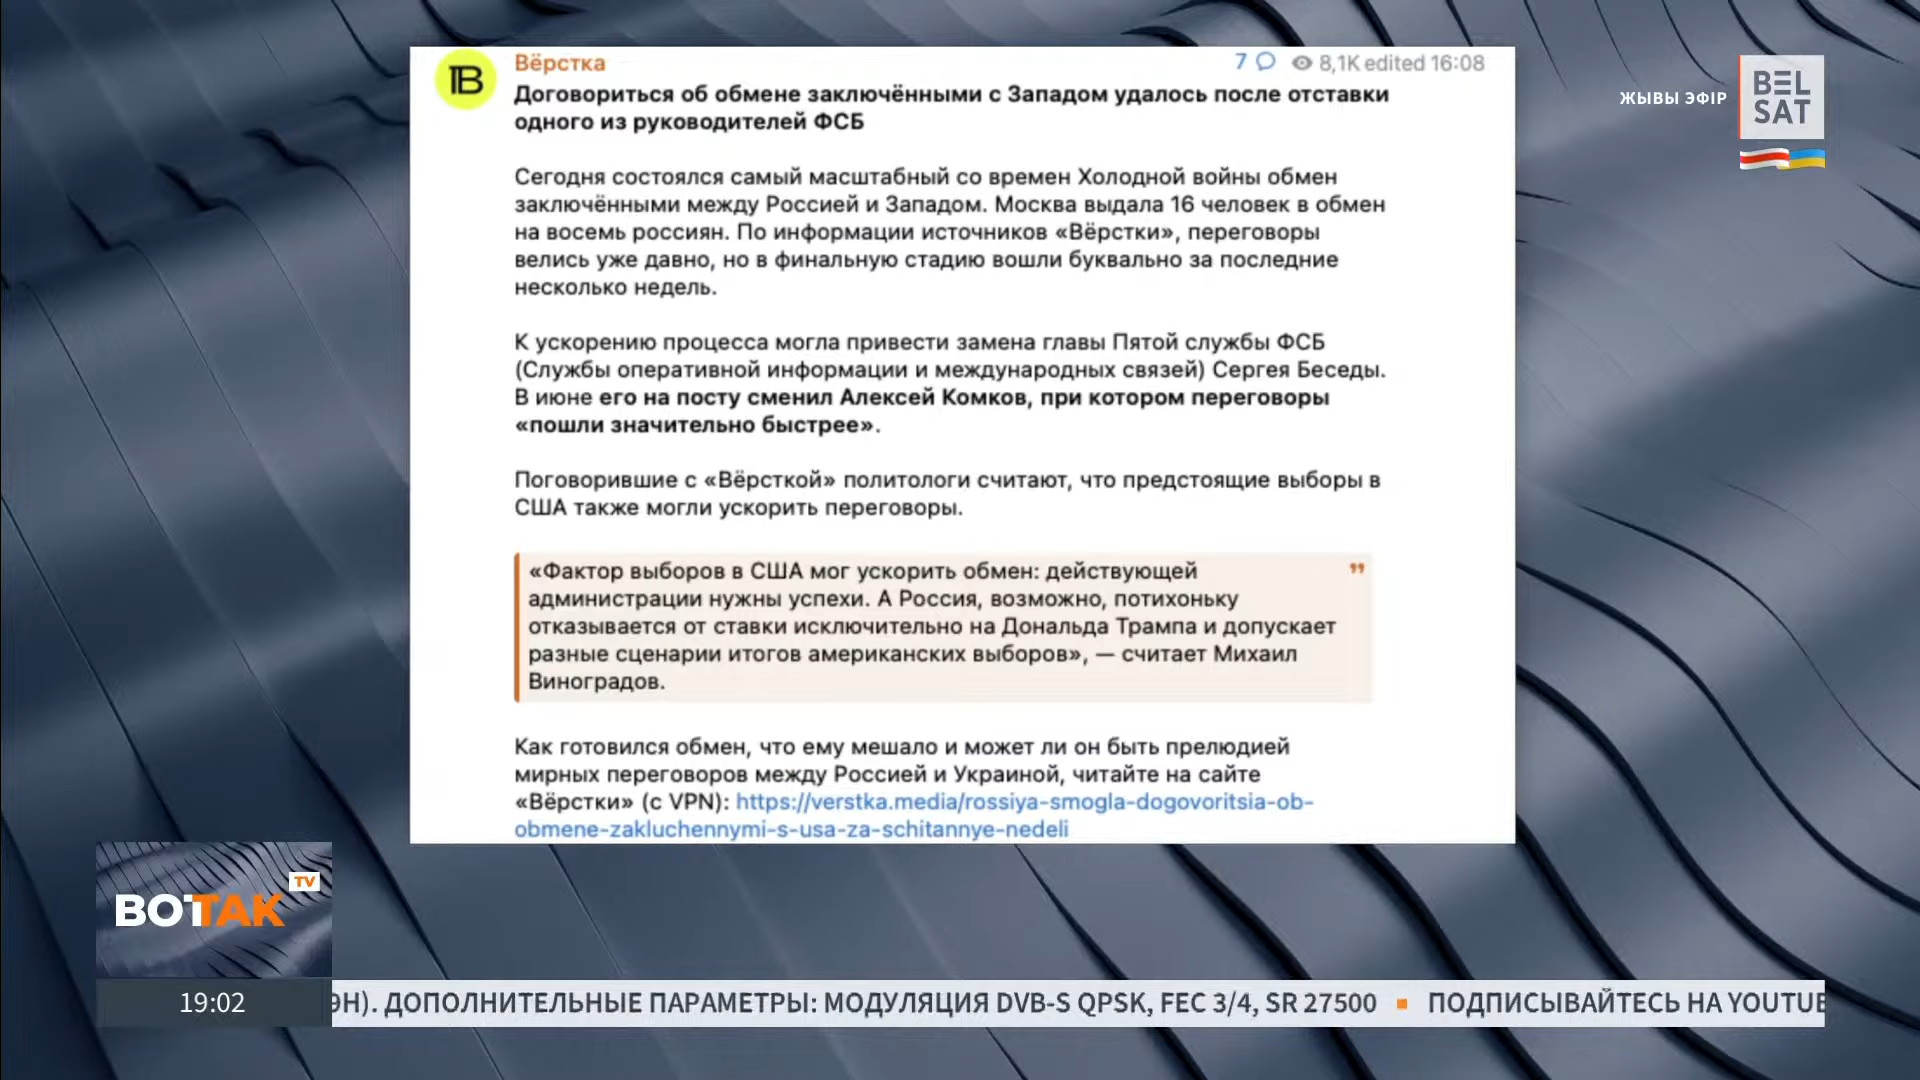 Вёрстка
7 8,1K edited 16:08
Договориться об обмене заключёнными с Западом удалось после отставки
одного из руководителей ФСБ
Сегодня состоялся самый масштабный со времен Холодной войны обмен
заключёнными между Россией и Западом. Москва выдала 16 человек в обмен
на восемь россиян. По информации источников «Вёрстки», переговоры
велись уже давно, но в финальную стадию вошли буквально за последние
несколько недель.
К ускорению процесса могла привести замена главы Пятой службы ФСБ
(Службы оперативной информации и международных связей) Сергея Беседы.
В июне его на посту сменил Алексей Комков, при котором переговоры
«пошли значительно быстрее».
Поговорившие с «Вёрсткой» политологи считают, что предстоящие выборы в
США также могли ускорить переговоры.
«Фактор выборов в США мог ускорить обмен: действующей
администрации нужны успехи. А Россия, возможно, потихоньку
отказывается от ставки исключительно на Дональда Трампа и допускает
разные сценарии итогов американских выборов», — считает Михаил
Виноградов.
Как готовился обмен, что ему мешало и может ли он быть прелюдией
мирных переговоров между Россией и Украиной, читайте на сайте
«Вёрстки» (с VPN): https://verstka.media/rossiya-smogla-dogovoritsia-ob-
obmene-zakluchennymi-s-usa-za-schitannye-nedeli
ЖЫВЫ ЭФІР
BEL
SAT
ВОТ ТАК TV
19:02
ЭН). ДОПОЛНИТЕЛЬНЫЕ ПАРАМЕТРЫ: МОДУЛЯЦИЯ DVB-S QPSK, FEC 3/4, SR 27500 ▪ ПОДПИСЫВАЙТЕСЬ НА YOUTUB